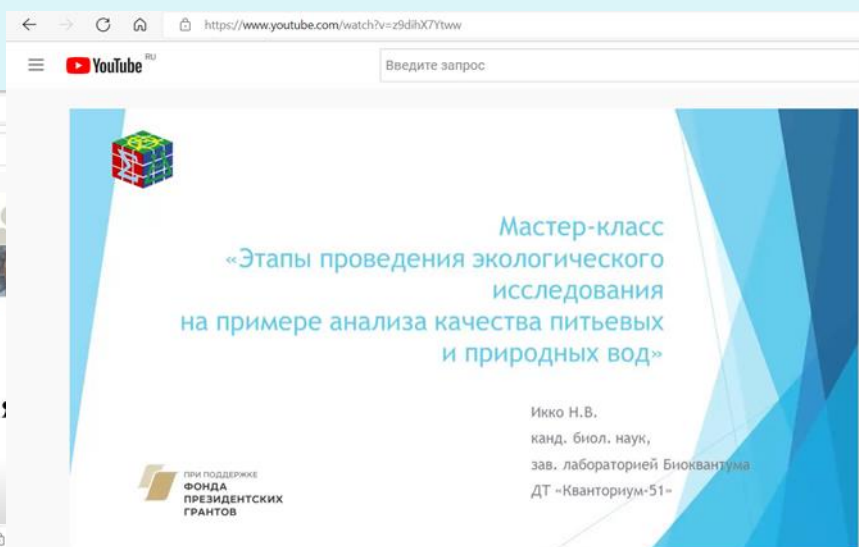 https://www.youtube.com/watch?v=z9dihX7Ytww
YouTube RU
Введите запрос
Мастер-класс
«Этапы проведения экологического
исследования
на примере анализа качества питьевых
и природных вод»
Икко Н.В.
канд. биол. наук,
зав. лабораторией Биоквантума
ДТ «Кванториум-51»
ПРИ ПОДДЕРЖКЕ
ФОНДА
ПРЕЗИДЕНТСКИХ
ГРАНТОВ